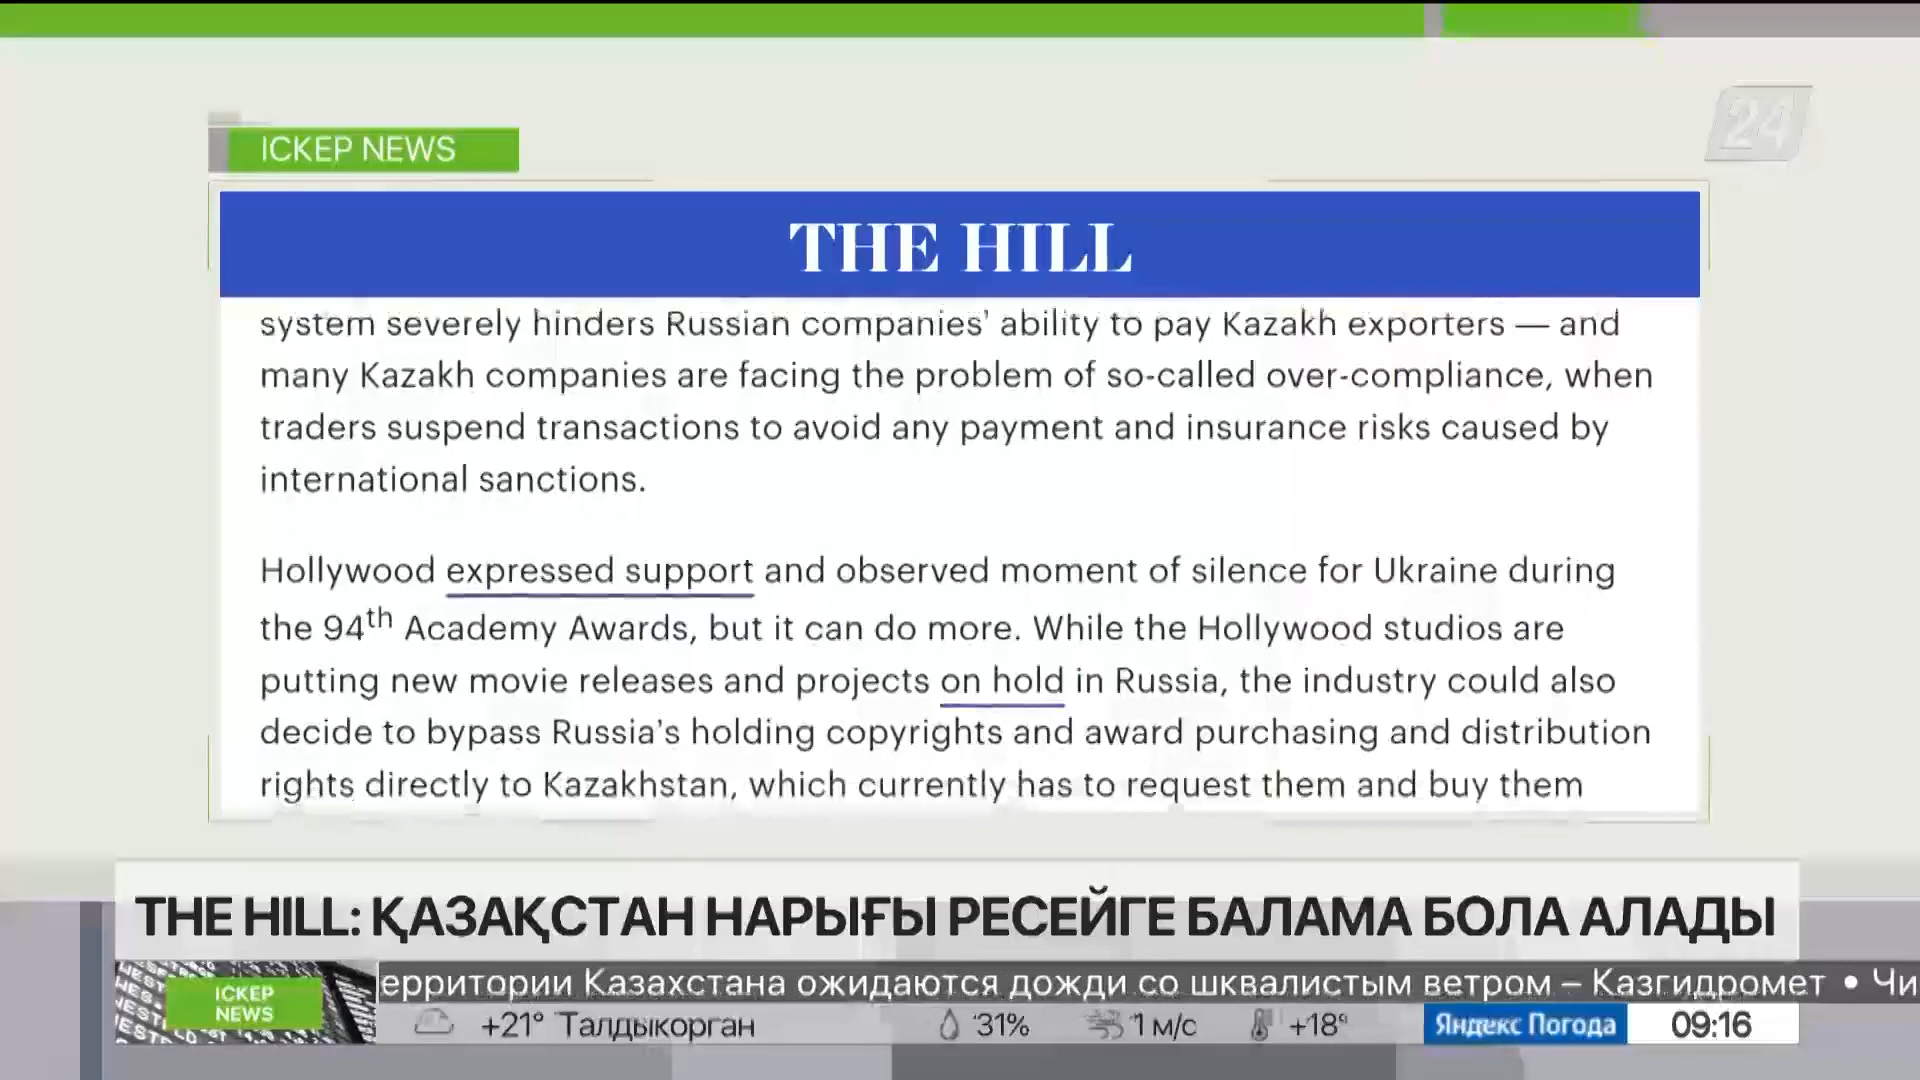 24
ІСКЕР NEWS
THE HILL
system severely hinders Russian companies' ability to pay Kazakh exporters — and
many Kazakh companies are facing the problem of so-called over-compliance, when
traders suspend transactions to avoid any payment and insurance risks caused by
international sanctions.
Hollywood expressed support and observed moment of silence for Ukraine during
the 94th Academy Awards, but it can do more. While the Hollywood studios are
putting new movie releases and projects on hold in Russia, the industry could also
decide to bypass Russia's holding copyrights and award purchasing and distribution
rights directly to Kazakhstan, which currently has to request them and buy them
THE HILL: ҚАЗАҚСТАН НАРЫҒЫ РЕСЕЙГЕ БАЛАМА БОЛА АЛАДЫ
ІСКЕР
NEWS
ерритории Казахстана ожидаются дожди со шквалистым ветром – Казгидромет • Чи
+21° Талдыкорган 31% 1 м/с +18° Яндекс Погода 09:16